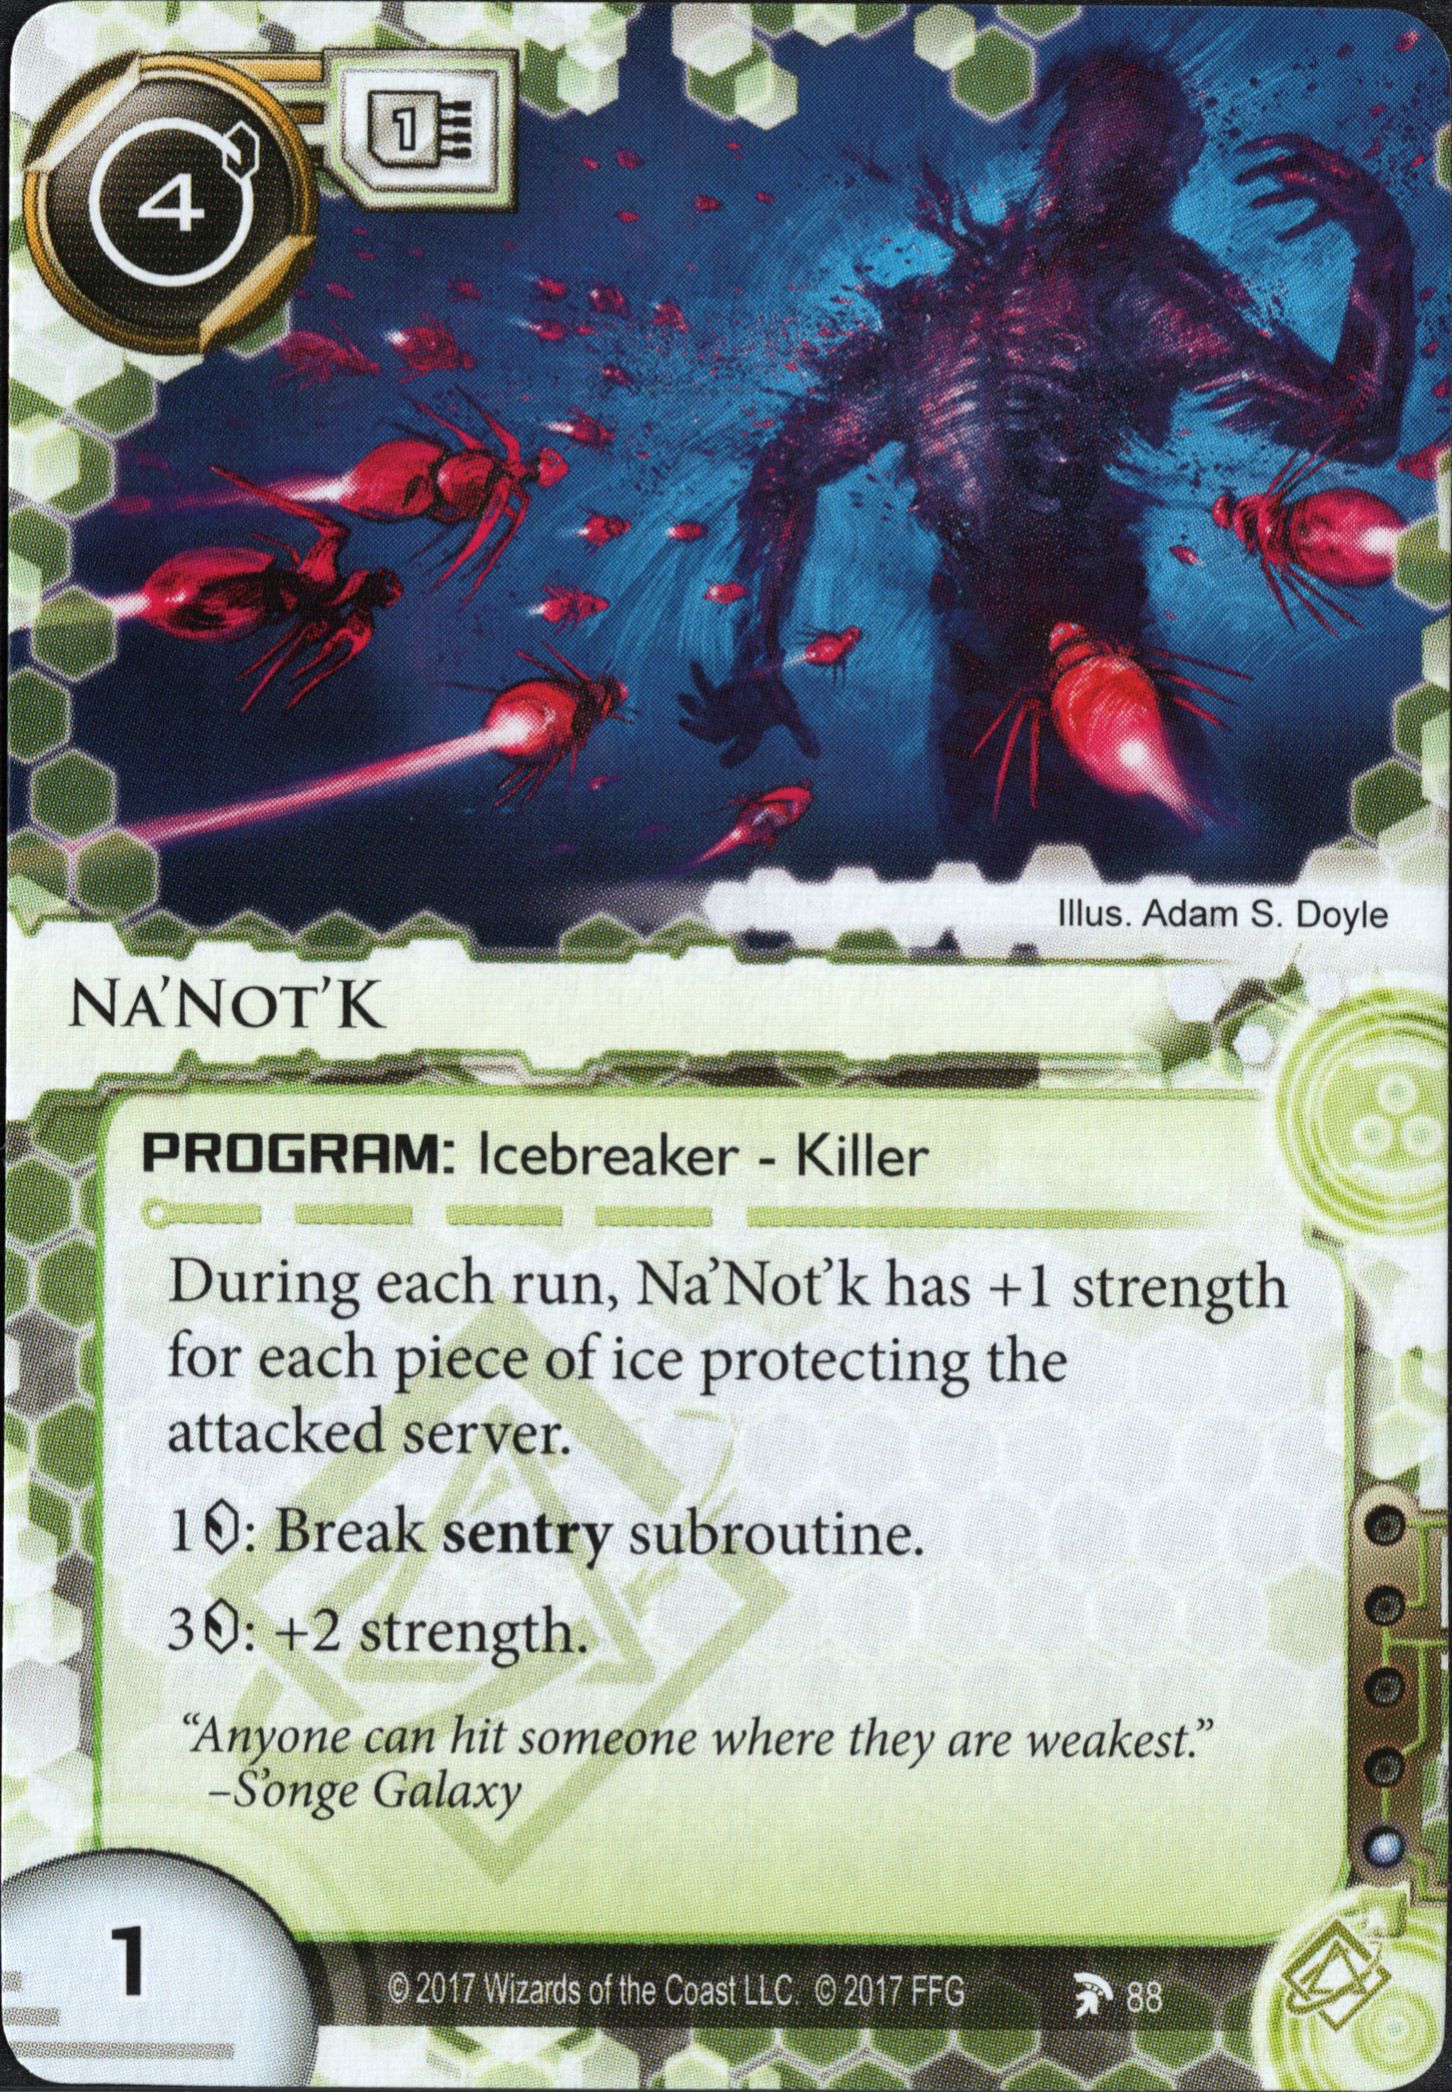 4
1
Illus. Adam S. Doyle
Na’Not’K
PROGRAM: Icebreaker - Killer
During each run, Na’Not’k has +1 strength
for each piece of ice protecting the
attacked server.
1: Break sentry subroutine.
3: +2 strength.
“Anyone can hit someone where they are weakest.”
–S’onge Galaxy
1
© 2017 Wizards of the Coast LLC. © 2017 FFG
88